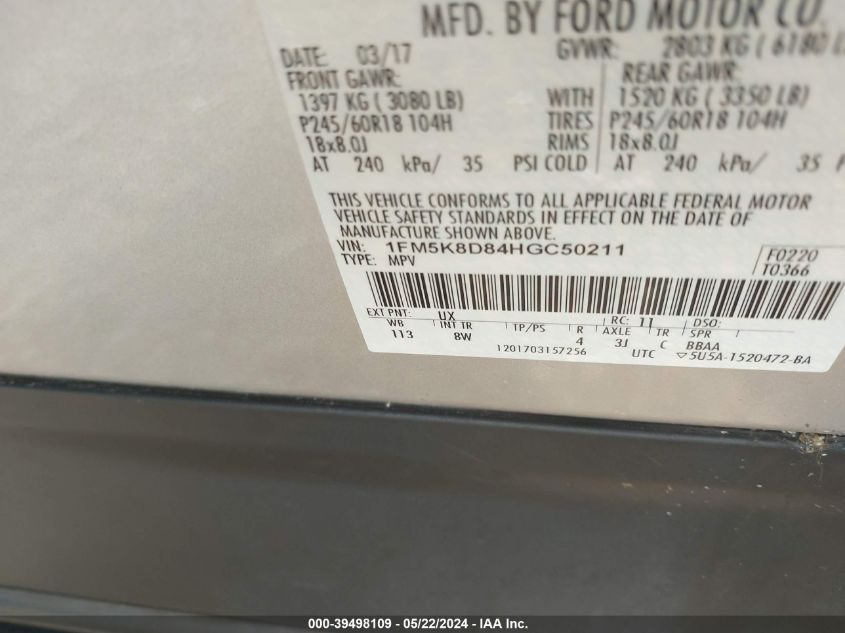 MFD. BY FORD MOTOR CO.
DATE: 03/17 GVWR: 2803 KG ( 6180 L
FRONT GAWR: REAR GAWR:
1397 KG ( 3080 LB) WITH 1520 KG ( 3350 LB)
P245/60R18 104H TIRES P245/60R18 104H
18x8.0J RIMS 18x8.0J
AT 240 kPa/ 35 PSI COLD AT 240 kPa/ 35 P
THIS VEHICLE CONFORMS TO ALL APPLICABLE FEDERAL MOTOR
VEHICLE SAFETY STANDARDS IN EFFECT ON THE DATE OF
MANUFACTURE SHOWN ABOVE.
VIN: 1FM5K8D84HGC50211 F0220
TYPE: MPV T0366
EXT PNT: UX RC: 11 DSO:
WB INT TR TP/PS R AXLE TR SPR
113 8W 4 3J C BBAA
1201703157256 UTC ▽5U5A-1520472-BA
000-39498109 - 05/22/2024 - IAA Inc.